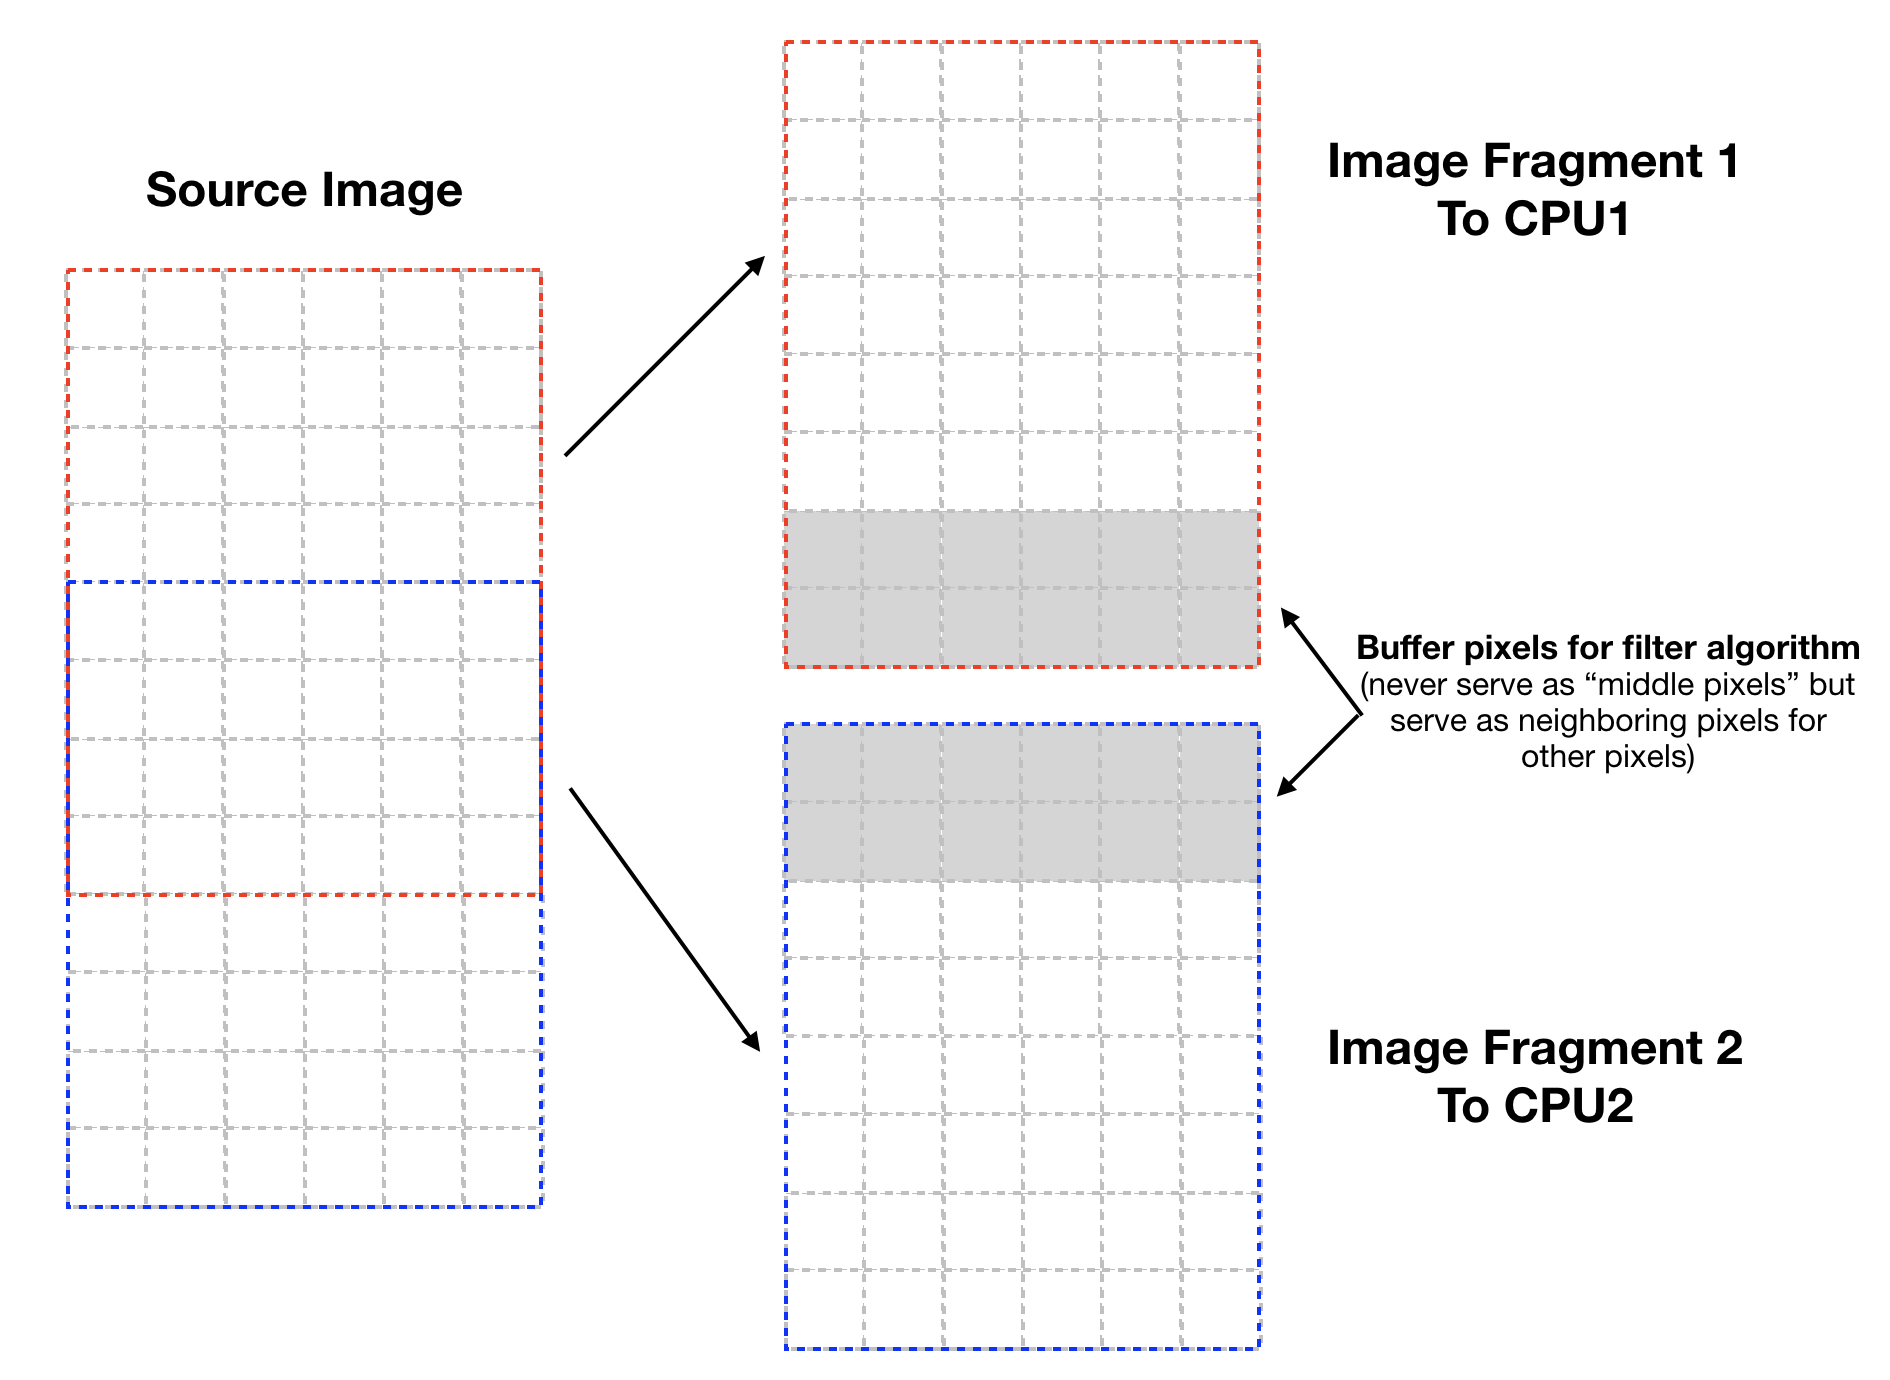 Source Image
Image Fragment 1
To CPU1
Buffer pixels for filter algorithm
(never serve as “middle pixels” but
serve as neighboring pixels for
other pixels)
Image Fragment 2
To CPU2